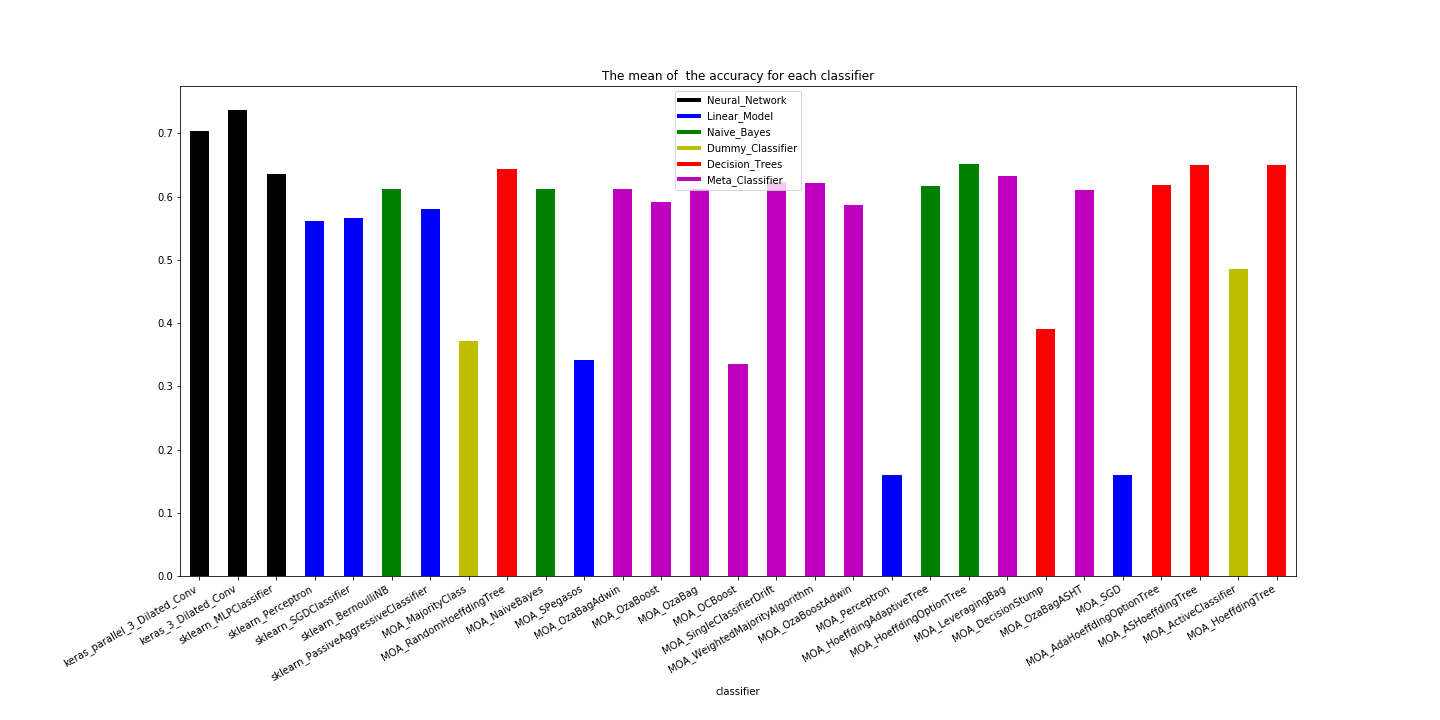 The mean of  the accuracy for each classifier
Neural_Network
Linear_Model
Naive_Bayes
Dummy_Classifier
Decision_Trees
Meta_Classifier
0.7
0.6
0.5
0.4
0.3
0.2
0.1
0.0
keras_parallel_3_Dilated_Conv
keras_3_Dilated_Conv
sklearn_MLPClassifier
sklearn_Perceptron
sklearn_SGDClassifier
sklearn_BernoulliNB
sklearn_PassiveAggressiveClassifier
MOA_MajorityClass
MOA_RandomHoeffdingTree
MOA_NaiveBayes
MOA_SPegasos
MOA_OzaBagAdwin
MOA_OzaBoost
MOA_OzaBag
MOA_OCBoost
MOA_SingleClassifierDrift
MOA_WeightedMajorityAlgorithm
MOA_OzaBoostAdwin
MOA_Perceptron
MOA_HoeffdingAdaptiveTree
MOA_HoeffdingOptionTree
MOA_LeveragingBag
MOA_DecisionStump
MOA_OzaBagASHT
MOA_SGD
MOA_AdaHoeffdingOptionTree
MOA_ASHoeffdingTree
MOA_ActiveClassifier
MOA_HoeffdingTree
classifier